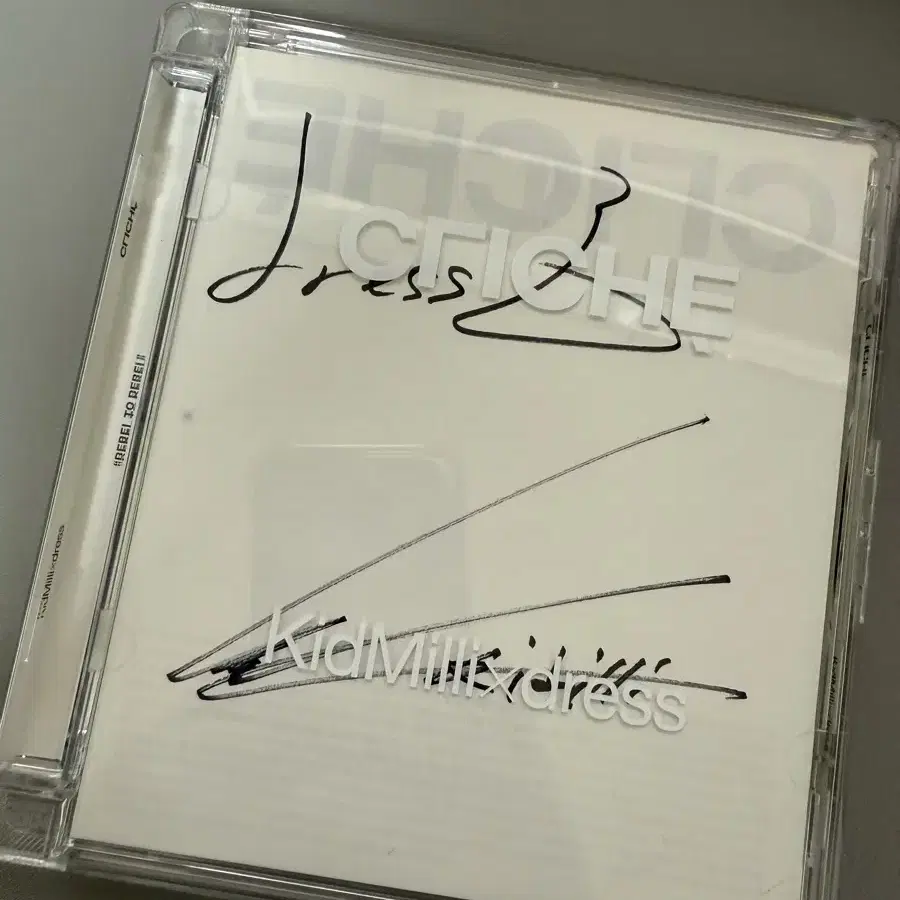 CLICHE
"REBEL TO REBEL"
KidMilli×dress
dress
CLICHE
KidMilli×dress